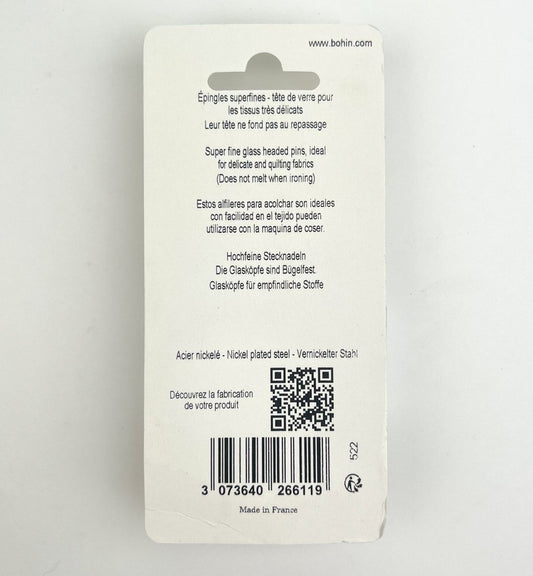 www.bohin.com
Épingles superfines - tête de verre pour
les tissus très délicats
Leur tête ne fond pas au repassage
Super fine glass headed pins, ideal
for delicate and quilting fabrics
(Does not melt when ironing)
Estos alfileres para acolchar son ideales
con facilidad en el tejido pueden
utilizarse con la maquina de coser.
Hochfeine Stecknadeln
Die Glasköpfe sind Bügelfest.
Glasköpfe für empfindliche Stoffe
Acier nickelé - Nickel plated steel - Vernickelter Stahl
Découvrez la fabrication
de votre produit
522
3 073640 266119
Made in France